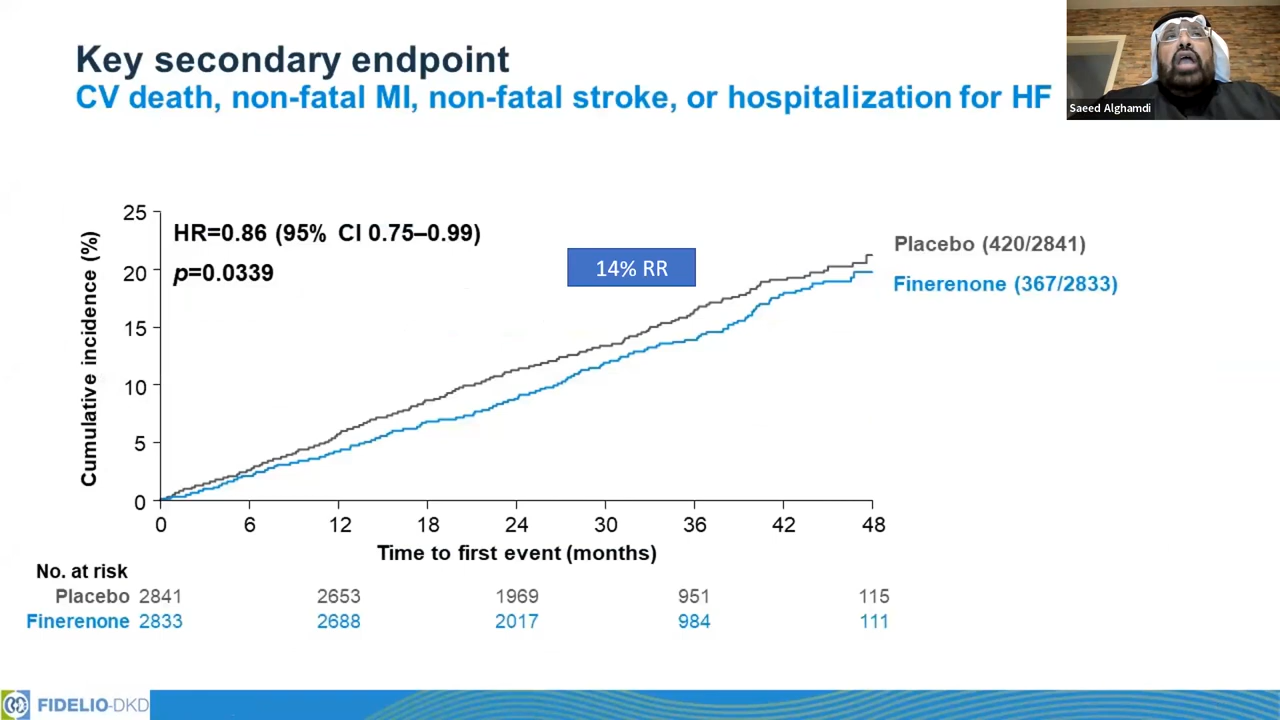 Key secondary endpoint
CV death, non-fatal MI, non-fatal stroke, or hospitalization for HF
Saeed Alghamdi
HR=0.86 (95% CI 0.75–0.99)
p=0.0339
14% RR
Placebo (420/2841)
Finerenone (367/2833)
Cumulative incidence (%)
25
20
15
10
5
0
0 6 12 18 24 30 36 42 48
Time to first event (months)
No. at risk
Placebo 2841 2653 1969 951 115
Finerenone 2833 2688 2017 984 111
FIDELIO-DKD